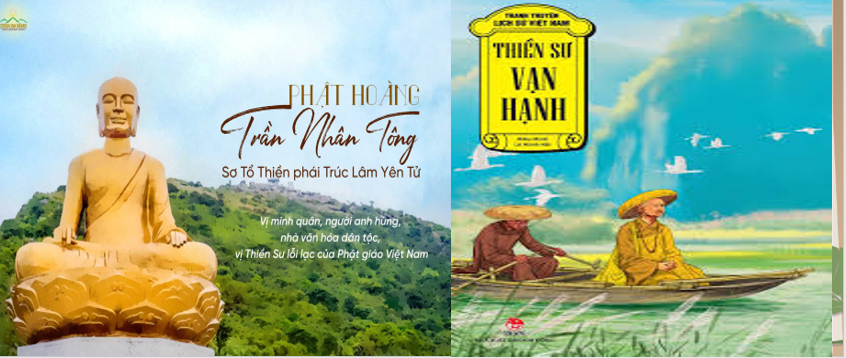 PHẬT HOÀNG
Trần Nhân Tông
Sơ Tổ Thiền phái Trúc Lâm Yên Tử
Vị minh quân, người anh hùng,
nhà văn hóa dân tộc,
vị Thiền Sư lỗi lạc của Phật giáo Việt Nam
TRANH TRUYỆN
LỊCH SỬ VIỆT NAM
THIỀN SƯ
VẠN
HẠNH